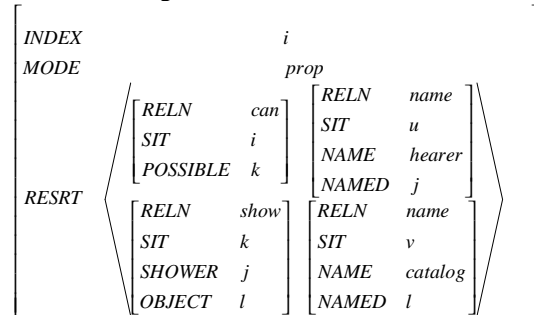 INDEX i
MODE prop
RELN can
SIT i
POSSIBLE k
RELN name
SIT u
NAME hearer
NAMED j
RESRT
RELN show
SIT k
SHOWER j
OBJECT l
RELN name
SIT v
NAME catalog
NAMED l